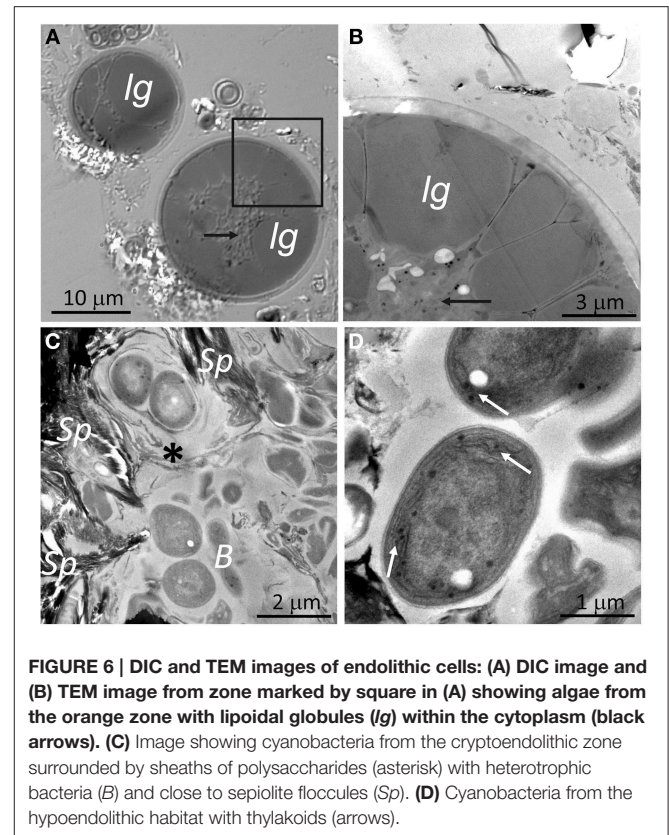 A
lg
lg
10 µm
B
lg
3 µm
C
Sp
Sp
*
Sp
B
2 µm
D
1 µm
FIGURE 6 | DIC and TEM images of endolithic cells: (A) DIC image and
(B) TEM image from zone marked by square in (A) showing algae from
the orange zone with lipoidal globules (lg) within the cytoplasm (black
arrows). (C) Image showing cyanobacteria from the cryptoendolithic zone
surrounded by sheaths of polysaccharides (asterisk) with heterotrophic
bacteria (B) and close to sepiolite floccules (Sp). (D) Cyanobacteria from the
hypoendolithic habitat with thylakoids (arrows).